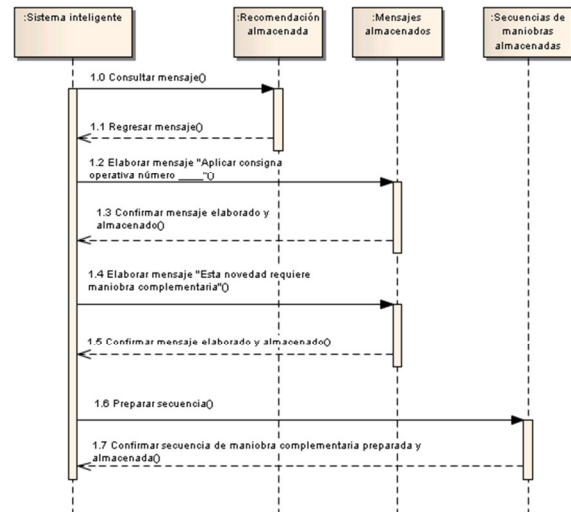 :Sistema inteligente
:Recomendación
almacenada
:Mensajes
almacenados
:Secuencias de
maniobras
almacenadas
1.0 Consultar mensaje()
1.1 Regresar mensaje()
1.2 Elaborar mensaje "Aplicar consigna
operativa número ____"()
1.3 Confirmar mensaje elaborado y
almacenado()
1.4 Elaborar mensaje "Esta novedad requiere
maniobra complementaria"()
1.5 Confirmar mensaje elaborado y almacenado()
1.6 Preparar secuencia()
1.7 Confirmar secuencia de maniobra complementaria preparada y
almacenada()